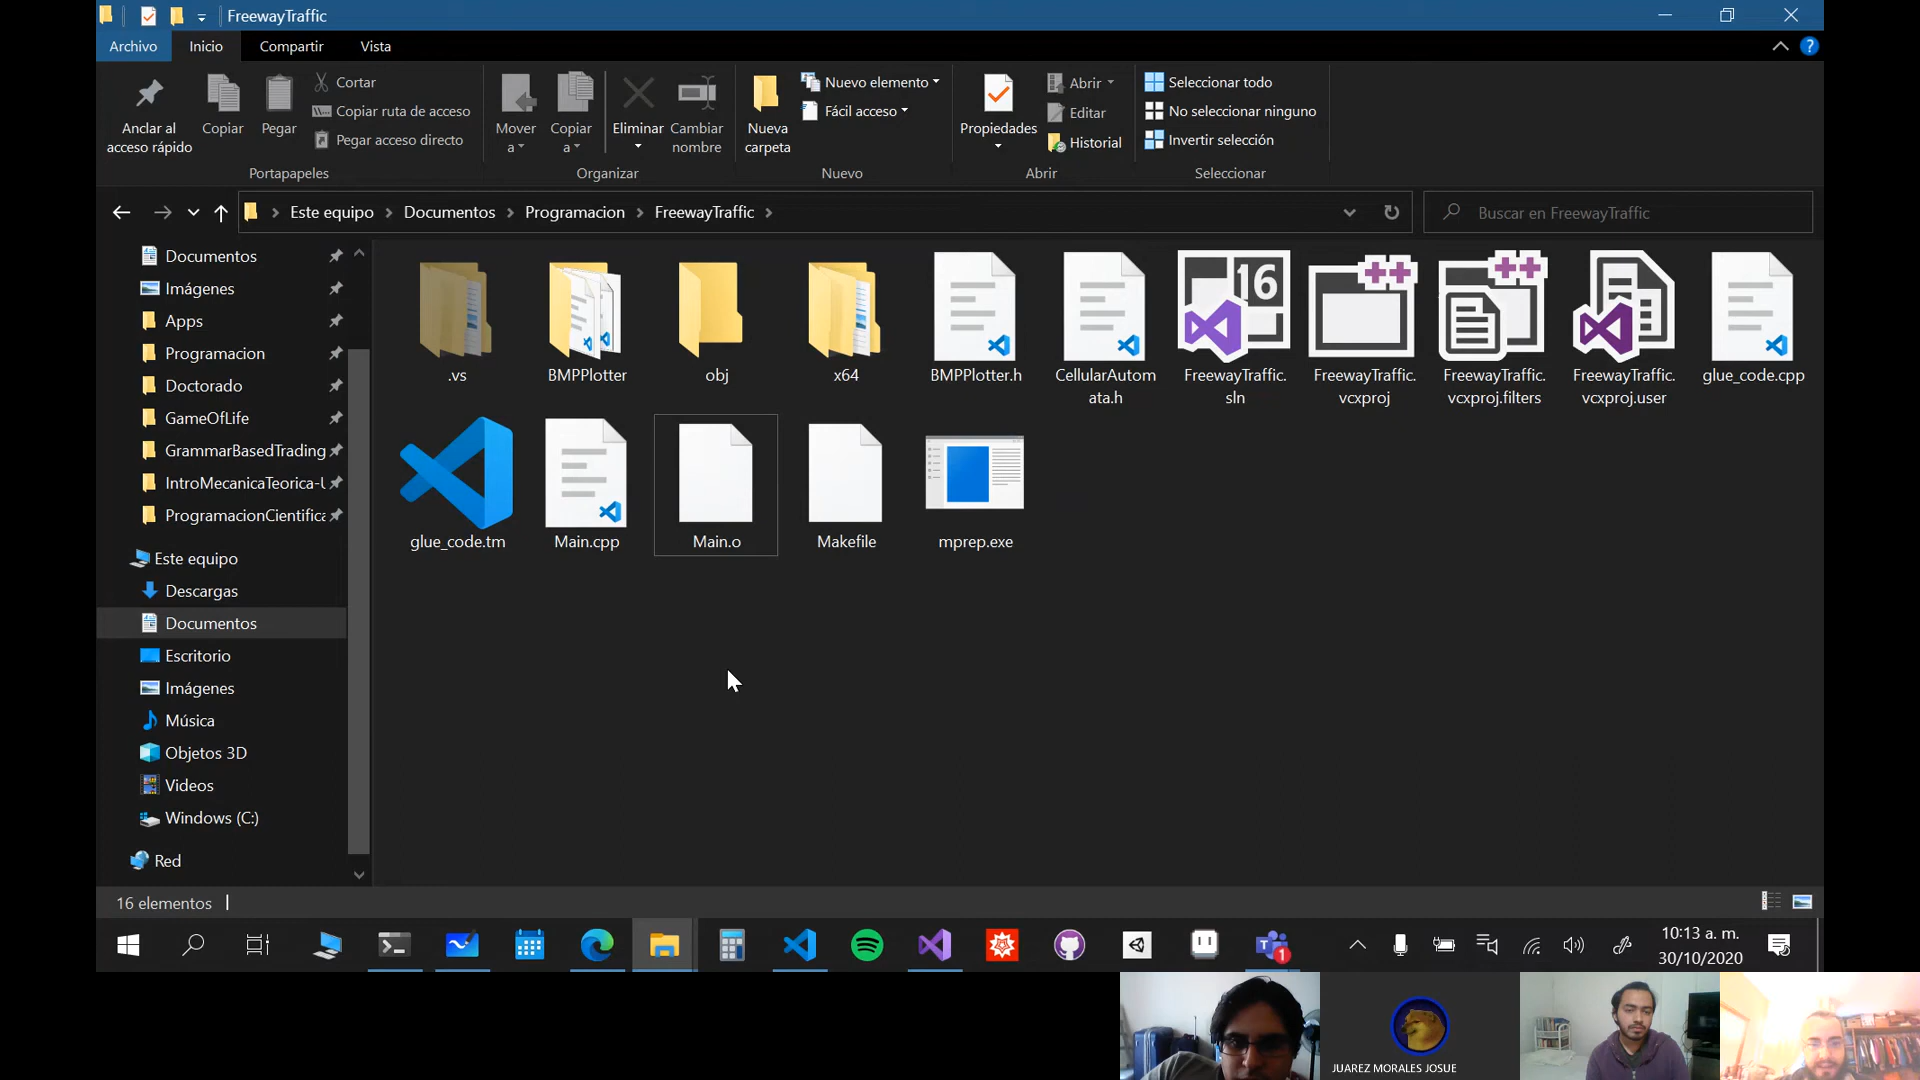 FreewayTraffic
Archivo Inicio Compartir Vista
Anclar al
acceso rápido
Copiar
Pegar
Cortar
Copiar ruta de acceso
Pegar acceso directo
Portapapeles
Mover
a
Copiar
a
Eliminar
Cambiar
nombre
Organizar
Nueva
carpeta
Nuevo elemento
Fácil acceso
Nuevo
Propiedades
Abrir
Editar
Historial
Abrir
Seleccionar todo
No seleccionar ninguno
Invertir selección
Seleccionar
Este equipo Documentos Programacion FreewayTraffic
Buscar en FreewayTraffic
Documentos
Imágenes
Apps
Programacion
Doctorado
GameOfLife
GrammarBasedTrading
IntroMecanicaTeorica-l
ProgramacionCientifica
Este equipo
Descargas
Documentos
Escritorio
Imágenes
Música
Objetos 3D
Videos
Windows (C:)
Red
.vs
BMPPlotter
obj
x64
BMPPlotter.h
CellularAutom
ata.h
16
FreewayTraffic.
sln
FreewayTraffic.
vcxproj
FreewayTraffic.
vcxproj.filters
FreewayTraffic.
vcxproj.user
glue_code.cpp
glue_code.tm
Main.cpp
Main.o
Makefile
mprep.exe
16 elementos
1
10:13 a. m.
30/10/2020
JUAREZ MORALES JOSUE